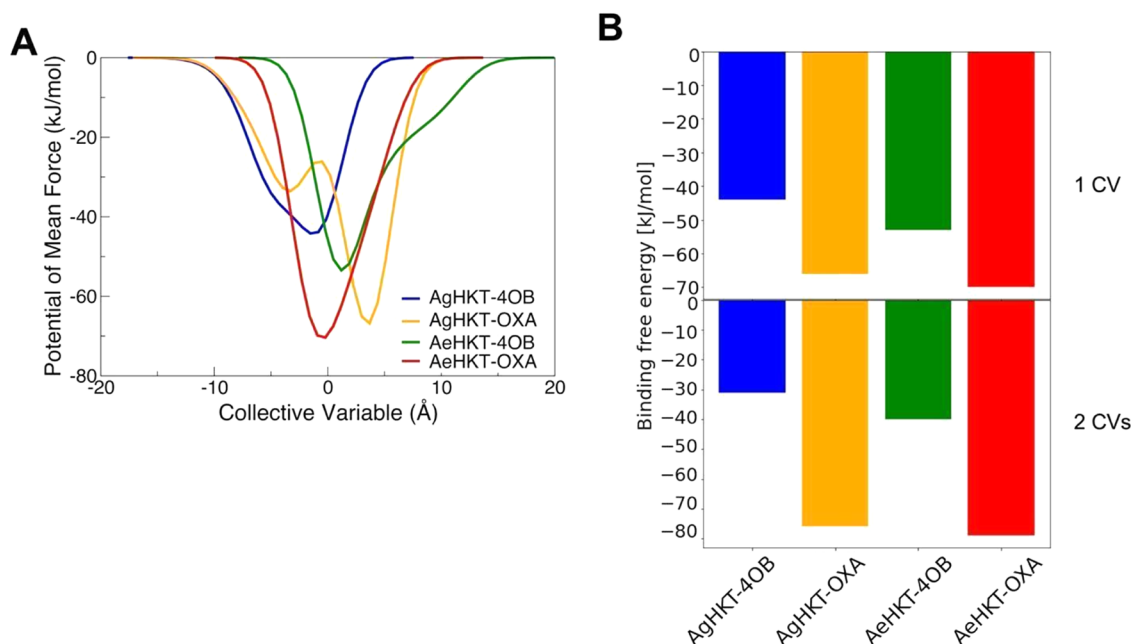 A
Potential of Mean Force (kJ/mol)
0
-20
-40
-60
-80
AgHKT-4OB
AgHKT-OXA
AeHKT-4OB
AeHKT-OXA
-20
-10
0
10
20
Collective Variable (Å)
B
Binding free energy [kJ/mol]
0
−10
−20
−30
−40
−50
−60
−70
1 CV
0
−10
−20
−30
−40
−50
−60
−70
−80
2 CVs
AgHKT-4OB
AgHKT-OXA
AeHKT-4OB
AeHKT-OXA